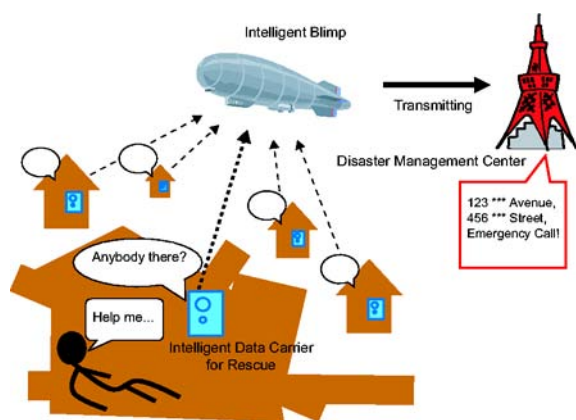 Intelligent Blimp
Transmitting
Disaster Management Center
123 *** Avenue,
456 *** Street,
Emergency Call!
Anybody there?
Help me...
Intelligent Data Carrier
for Rescue